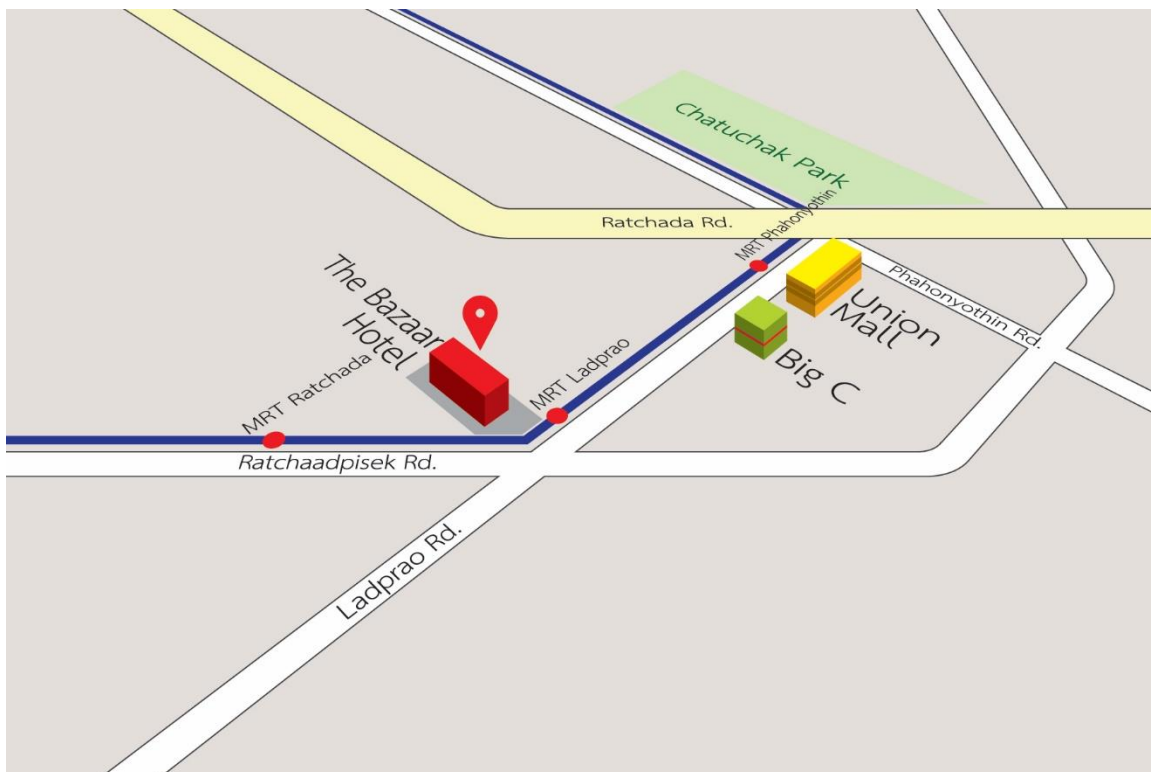 Chatuchak Park
Ratchada Rd.
MRT Phahonyothin
Phahonyothin Rd.
Union
Mall
Big C
The Bazaar
Hotel
MRT Ladprao
MRT Ratchada
Ratchaadpisek Rd.
Ladprao Rd.